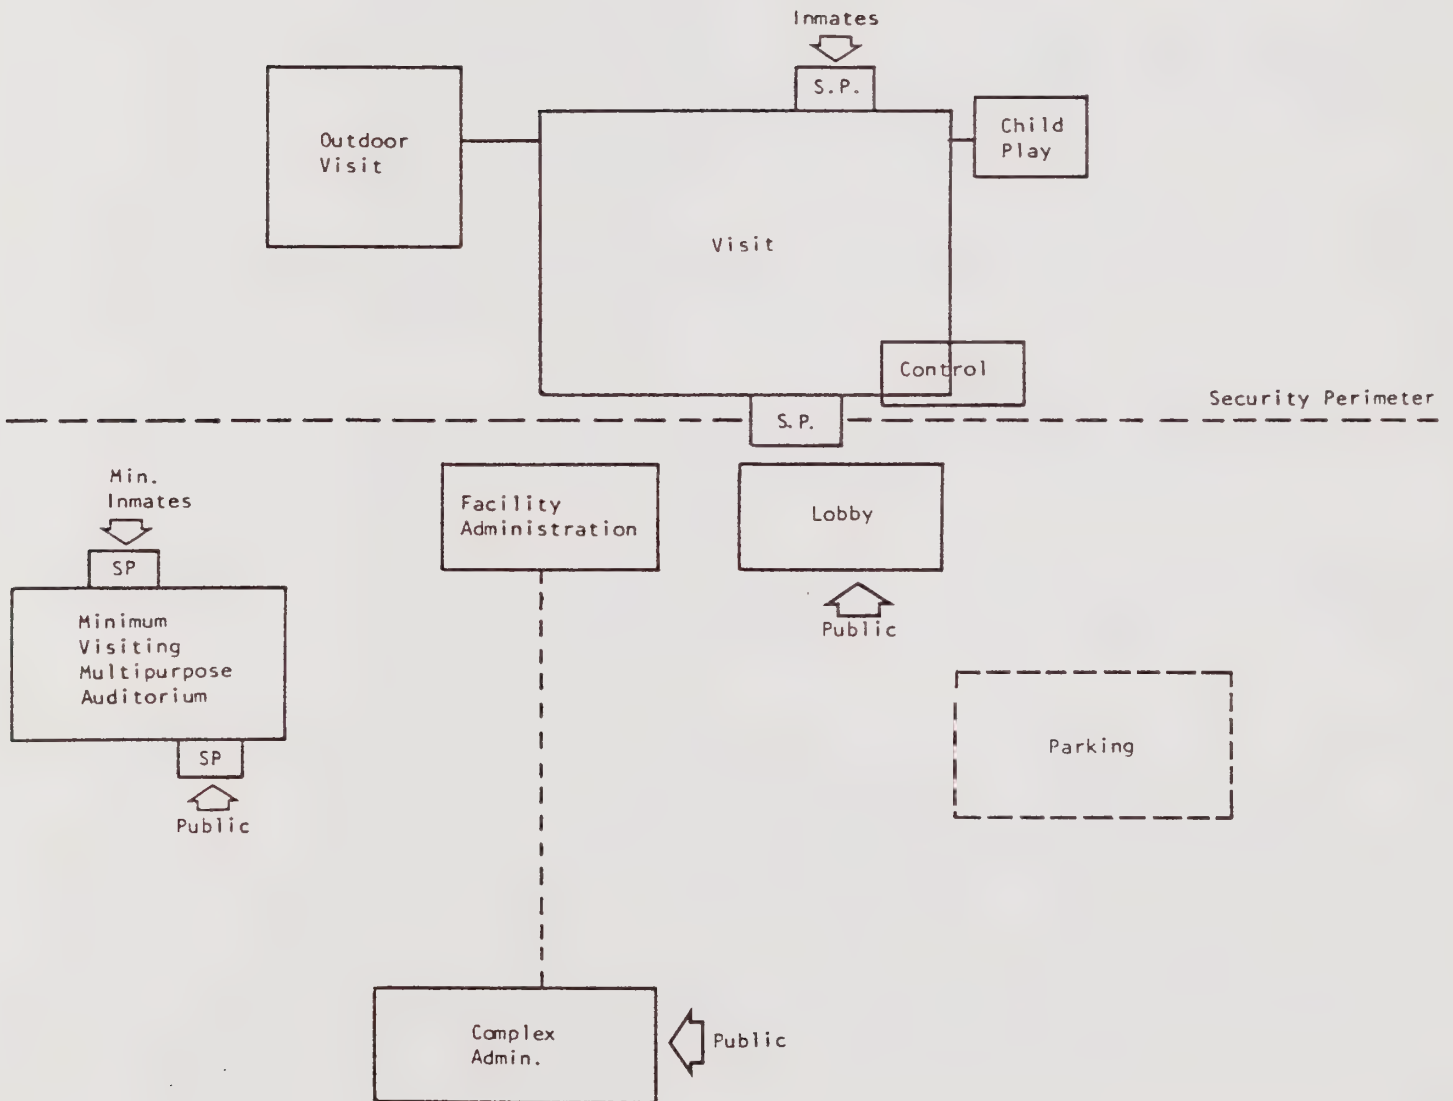 Inmates
S.P.
Outdoor
Visit
Child
Play
Visit
Control
Security Perimeter
S.P.
Min.
Inmates
SP
Facility
Administration
Lobby
Public
Minimum
Visiting
Multipurpose
Auditorium
SP
Public
Parking
Complex
Admin.
Public